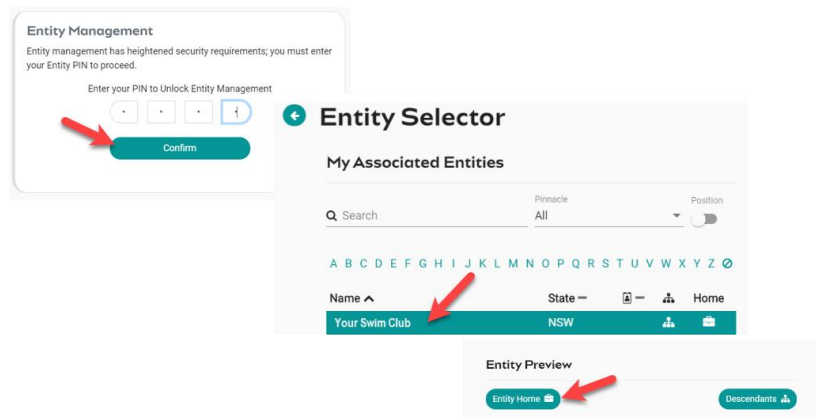 Entity Management
Entity management has heightened security requirements; you must enter
your Entity PIN to proceed.
Enter your PIN to Unlock Entity Management
Confirm
Entity Selector
My Associated Entities
Search
Pinnacle
All
Position
A B C D E F G H I J K L M N O P Q R S T U V W X Y Z
Name State Home
Your Swim Club NSW
Entity Preview
Entity Home Descendants